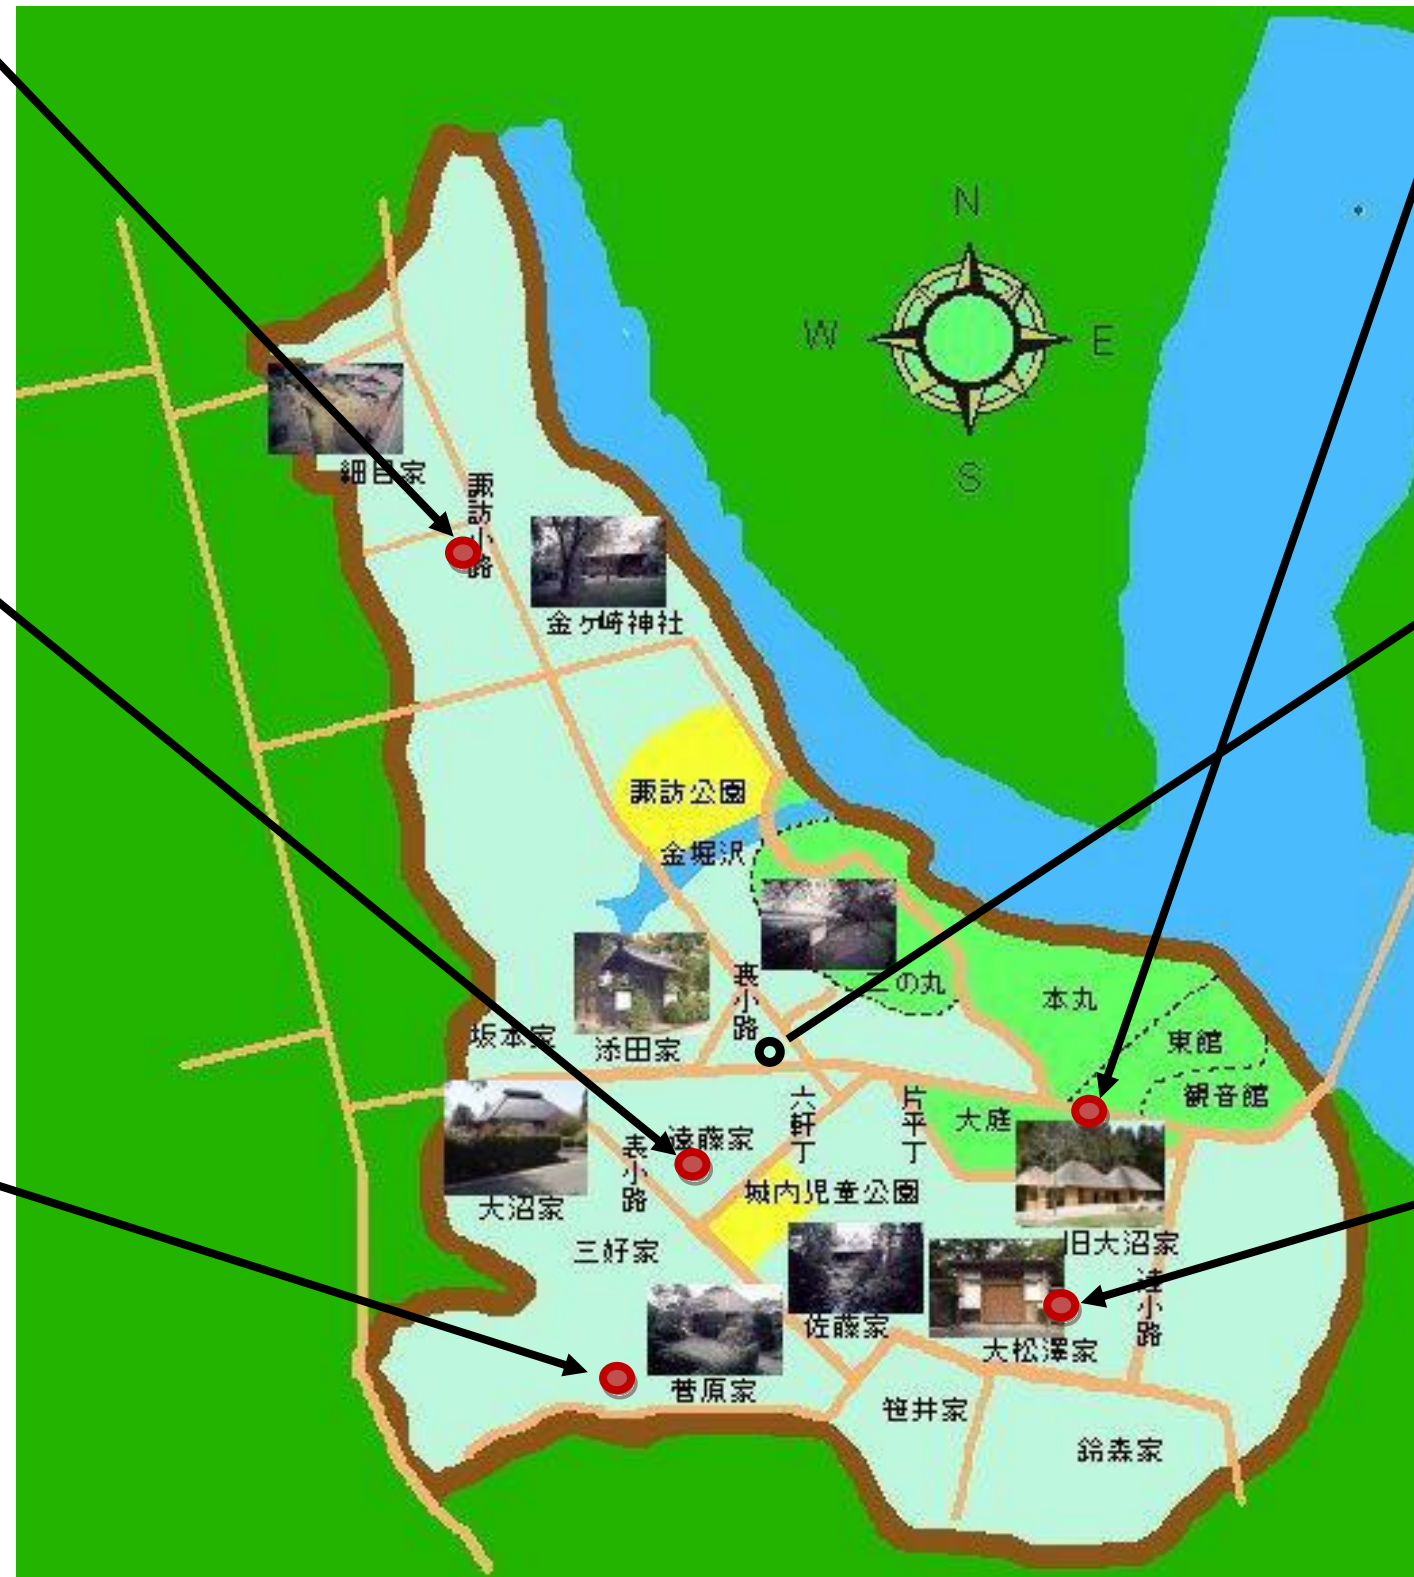 N
W
E
S
細目家
諏訪小路
金ヶ崎神社
諏訪公園
金堀沢
二の丸
裏小路
本丸
坂本家
添田家
東館
観音館
六軒丁
片平丁
大庭
遠藤家
表小路
城内児童公園
大沼家
三好家
旧大沼家
達小路
佐藤家
大松澤家
菅原家
笹井家
鈴森家